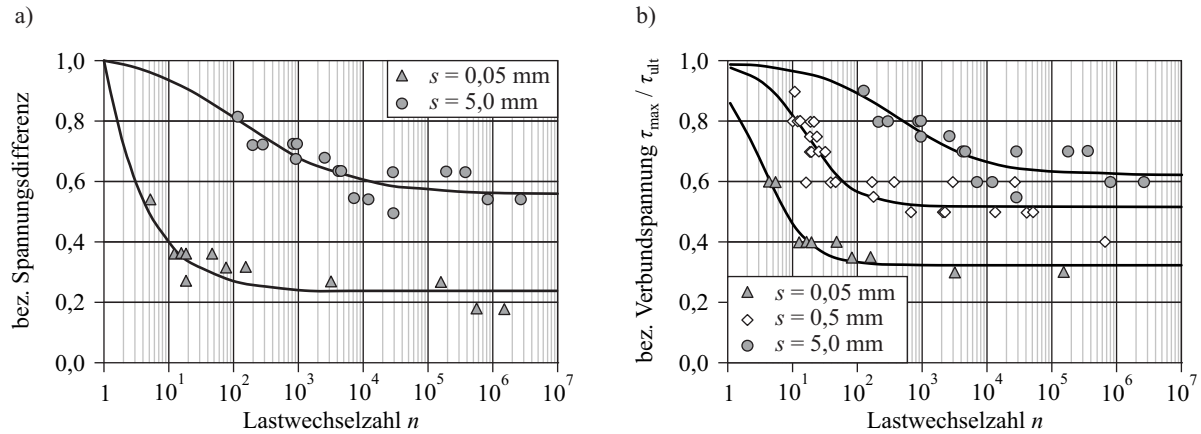 a)
bez. Spannungsdifferenz
1,0
0,8
0,6
0,4
0,2
0,0
s = 0,05 mm
s = 5,0 mm
1 10^1 10^2 10^3 10^4 10^5 10^6 10^7
Lastwechselzahl n
b)
bez. Verbundspannung τ_max / τ_ult
1,0
0,8
0,6
0,4
0,2
0,0
s = 0,05 mm
s = 0,5 mm
s = 5,0 mm
1 10^1 10^2 10^3 10^4 10^5 10^6 10^7
Lastwechselzahl n